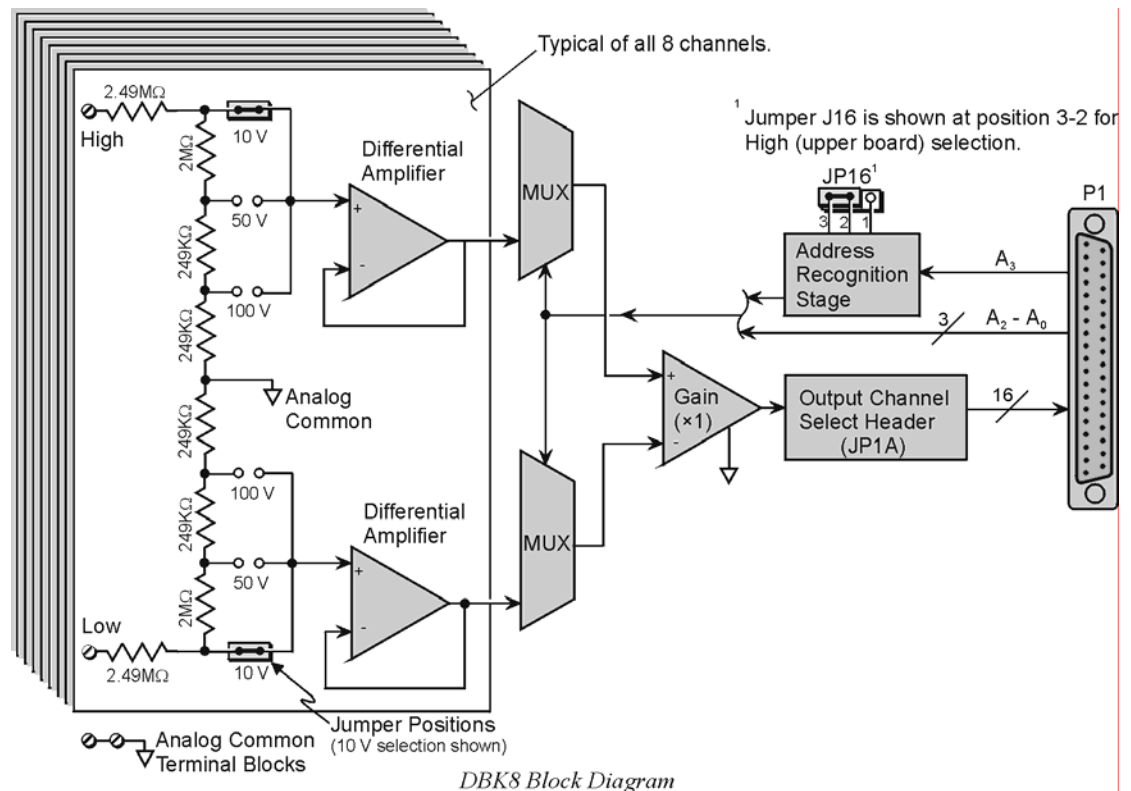 Typical of all 8 channels.
2.49MΩ
High
10 V
2MΩ
50 V
249KΩ
100 V
249KΩ
Analog
Common
249KΩ
100 V
249KΩ
50 V
2MΩ
Low
2.49MΩ
10 V
Differential
Amplifier
+
-
Differential
Amplifier
+
-
MUX
MUX
1 Jumper J16 is shown at position 3-2 for
High (upper board) selection.
JP16¹
3 2 1
Address
Recognition
Stage
A₃
3
A₂ - A₀
P1
+
Gain
(×1)
-
Output Channel
Select Header
(JP1A)
16
Jumper Positions
(10 V selection shown)
Analog Common
Terminal Blocks
DBK8 Block Diagram